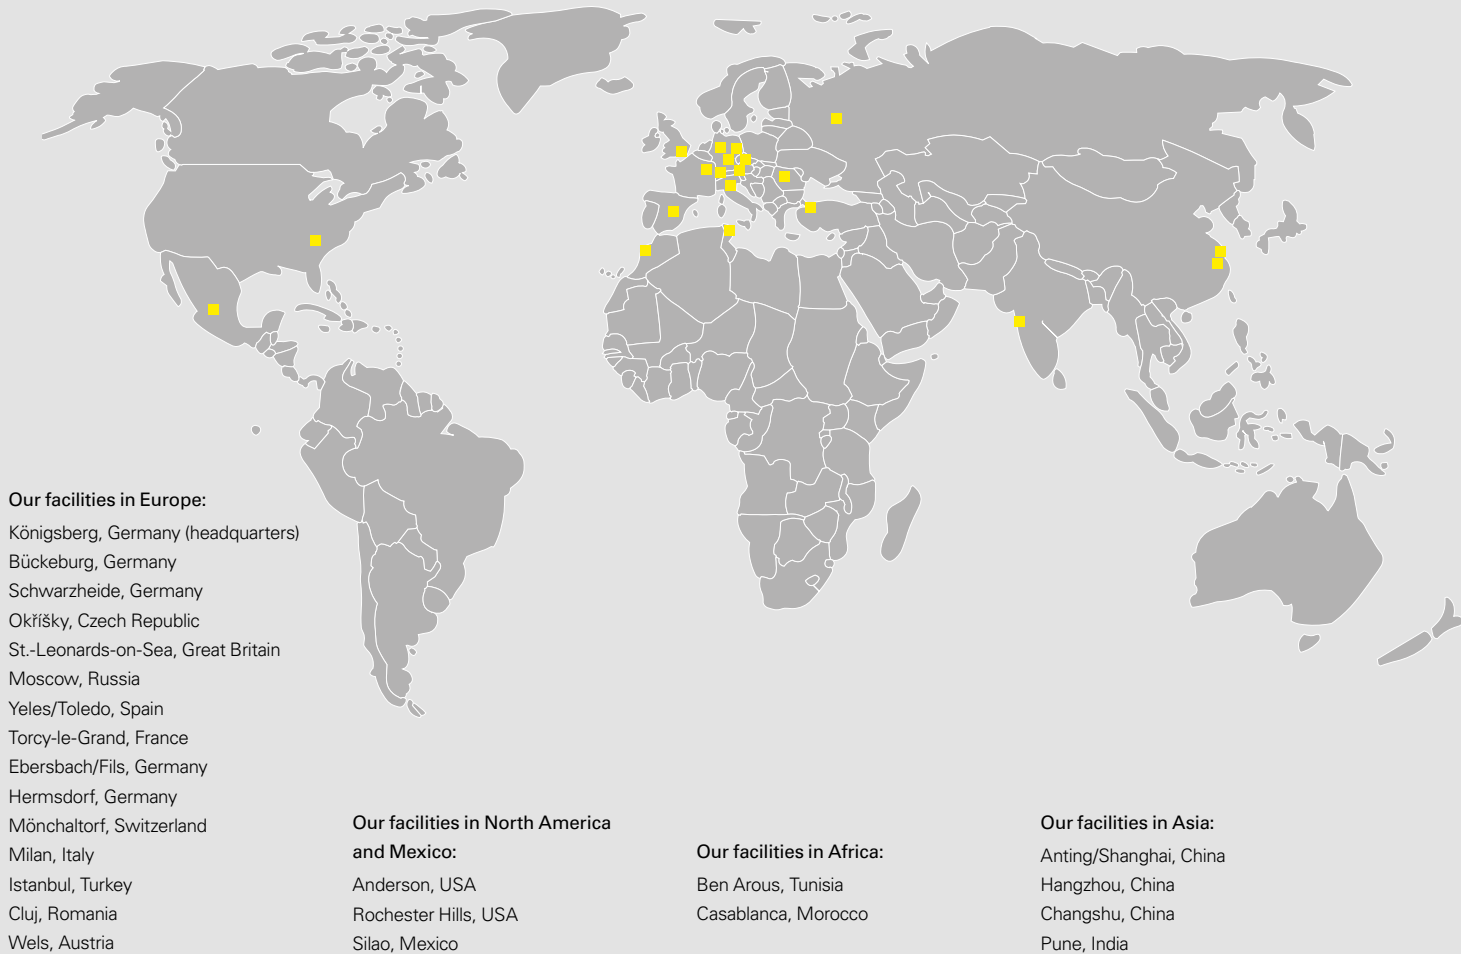 Our facilities in Europe:
Königsberg, Germany (headquarters)
Bückeburg, Germany
Schwarzheide, Germany
Okříšky, Czech Republic
St.-Leonards-on-Sea, Great Britain
Moscow, Russia
Yeles/Toledo, Spain
Torcy-le-Grand, France
Ebersbach/Fils, Germany
Hermsdorf, Germany
Mönchaltorf, Switzerland
Milan, Italy
Istanbul, Turkey
Cluj, Romania
Wels, Austria
Our facilities in North America
and Mexico:
Anderson, USA
Rochester Hills, USA
Silao, Mexico
Our facilities in Africa:
Ben Arous, Tunisia
Casablanca, Morocco
Our facilities in Asia:
Anting/Shanghai, China
Hangzhou, China
Changshu, China
Pune, India